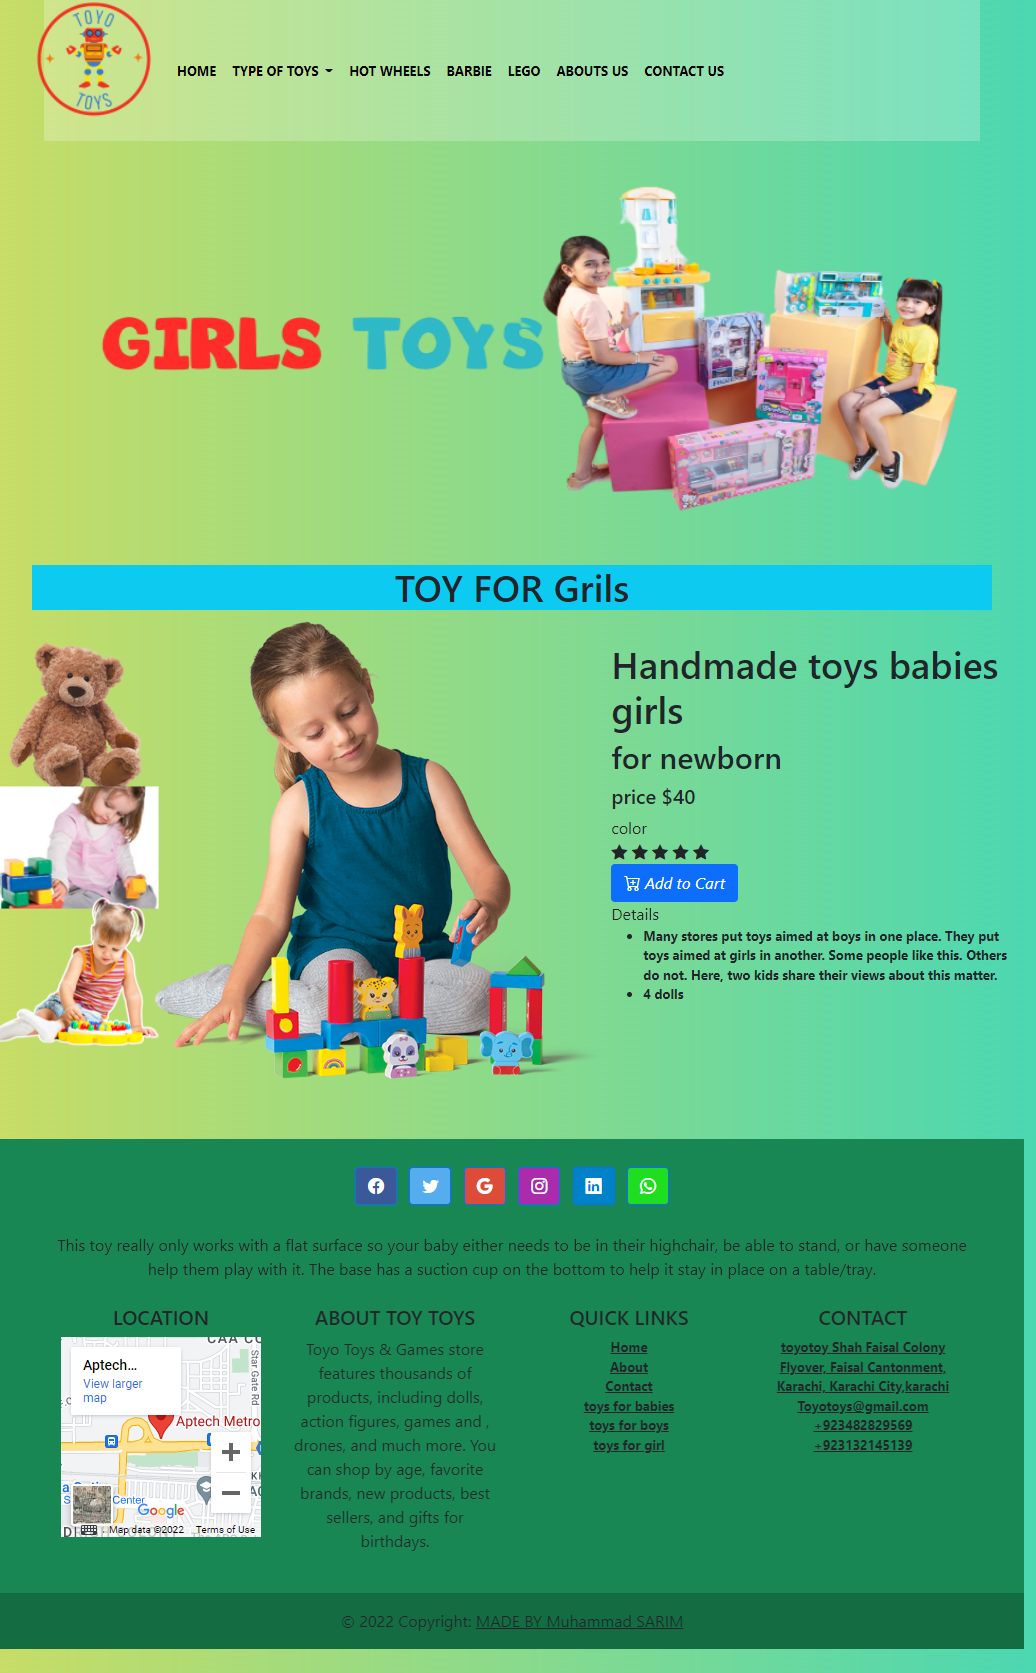 TOYO
TOYS
HOME TYPE OF TOYS HOT WHEELS BARBIE LEGO ABOUTS US CONTACT US
GIRLS TOYS
TOY FOR Grils
Handmade toys babies
girls
for newborn
price $40
color
Add to Cart
Details
Many stores put toys aimed at boys in one place. They put
toys aimed at girls in another. Some people like this. Others
do not. Here, two kids share their views about this matter.
4 dolls
This toy really only works with a flat surface so your baby either needs to be in their highchair, be able to stand, or have someone
help them play with it. The base has a suction cup on the bottom to help it stay in place on a table/tray.
LOCATION
CAA CO
Aptech...
View larger
map
Star Gate Rd
Aptech Metro
Center
Google
Map data ©2022 Terms of Use
ABOUT TOY TOYS
Toyo Toys & Games store
features thousands of
products, including dolls,
action figures, games and ,
drones, and much more. You
can shop by age, favorite
brands, new products, best
sellers, and gifts for
birthdays.
QUICK LINKS
Home
About
Contact
toys for babies
toys for boys
toys for girl
CONTACT
toyotoy Shah Faisal Colony
Flyover, Faisal Cantonment,
Karachi, Karachi City,karachi
Toyotoys@gmail.com
+923482829569
+923132145139
© 2022 Copyright: MADE BY Muhammad SARIM